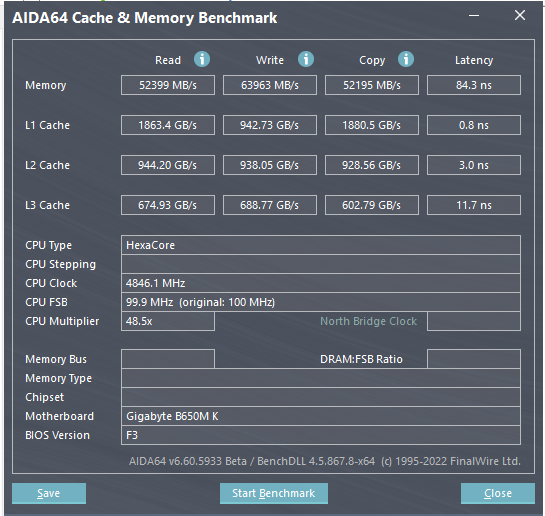 AIDA64 Cache & Memory Benchmark
Read Write Copy Latency
Memory 52399 MB/s 63963 MB/s 52195 MB/s 84.3 ns
L1 Cache 1863.4 GB/s 942.73 GB/s 1880.5 GB/s 0.8 ns
L2 Cache 944.20 GB/s 938.05 GB/s 928.56 GB/s 3.0 ns
L3 Cache 674.93 GB/s 688.77 GB/s 602.79 GB/s 11.7 ns
CPU Type HexaCore
CPU Stepping
CPU Clock 4846.1 MHz
CPU FSB 99.9 MHz (original: 100 MHz)
CPU Multiplier 48.5x North Bridge Clock
Memory Bus DRAM:FSB Ratio
Memory Type
Chipset
Motherboard Gigabyte B650M K
BIOS Version F3
AIDA64 v6.60.5933 Beta / BenchDLL 4.5.867.8-x64 (c) 1995-2022 FinalWire Ltd.
Save Start Benchmark Close